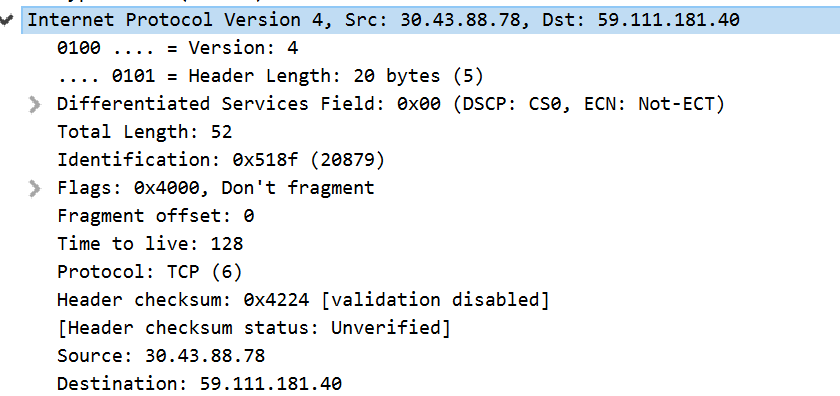 Internet Protocol Version 4, Src: 30.43.88.78, Dst: 59.111.181.40
0100 .... = Version: 4
.... 0101 = Header Length: 20 bytes (5)
Differentiated Services Field: 0x00 (DSCP: CS0, ECN: Not-ECT)
Total Length: 52
Identification: 0x518f (20879)
Flags: 0x4000, Don't fragment
Fragment offset: 0
Time to live: 128
Protocol: TCP (6)
Header checksum: 0x4224 [validation disabled]
[Header checksum status: Unverified]
Source: 30.43.88.78
Destination: 59.111.181.40